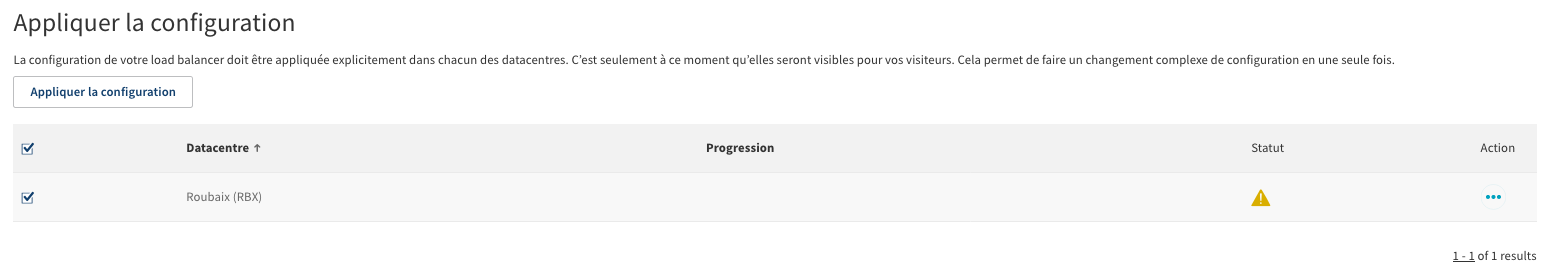 Appliquer la configuration
La configuration de votre load balancer doit être appliquée explicitement dans chacun des datacentres. C’est seulement à ce moment qu’elles seront visibles pour vos visiteurs. Cela permet de faire un changement complexe de configuration en une seule fois.
Appliquer la configuration
Datacentre ↑ Progression Statut Action
Roubaix (RBX)
1 - 1 of 1 results